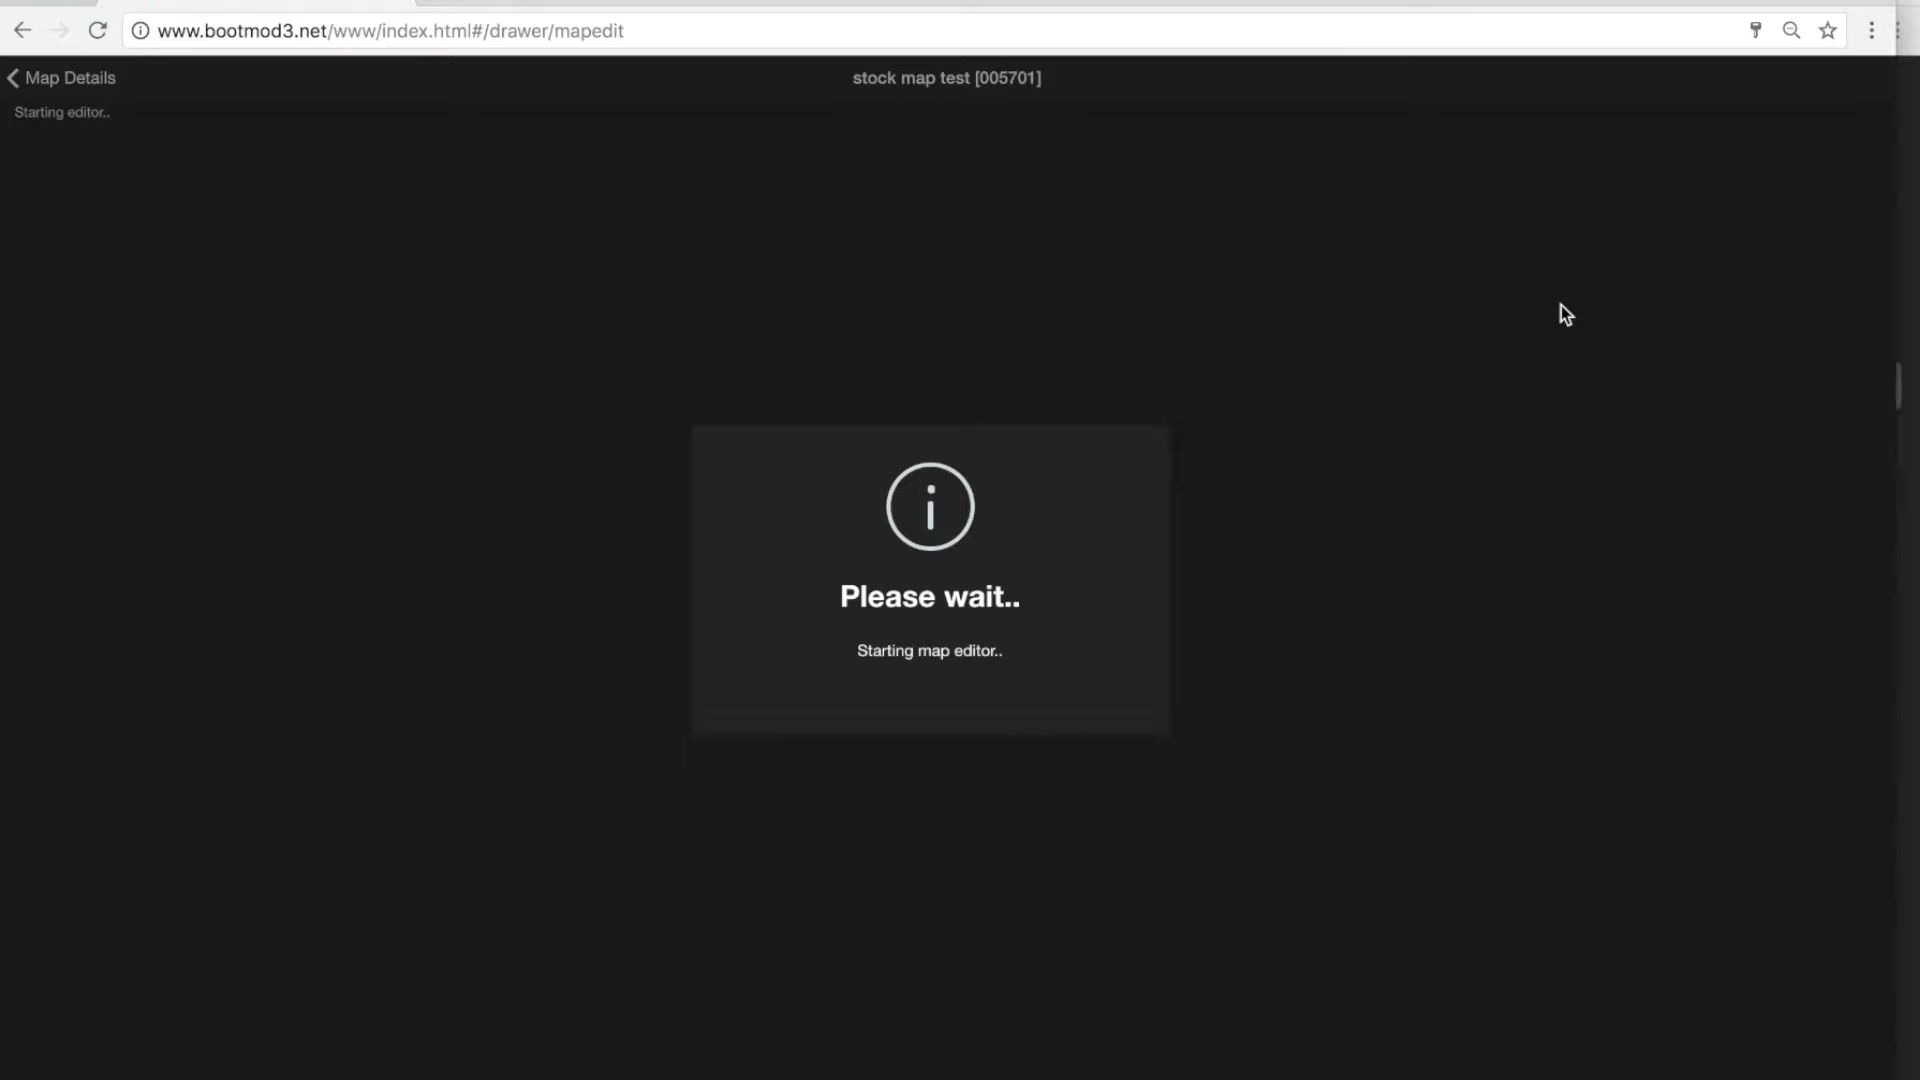 www.bootmod3.net/www/index.html#/drawer/mapedit
Map Details
stock map test [005701]
Starting editor..
Please wait..
Starting map editor..